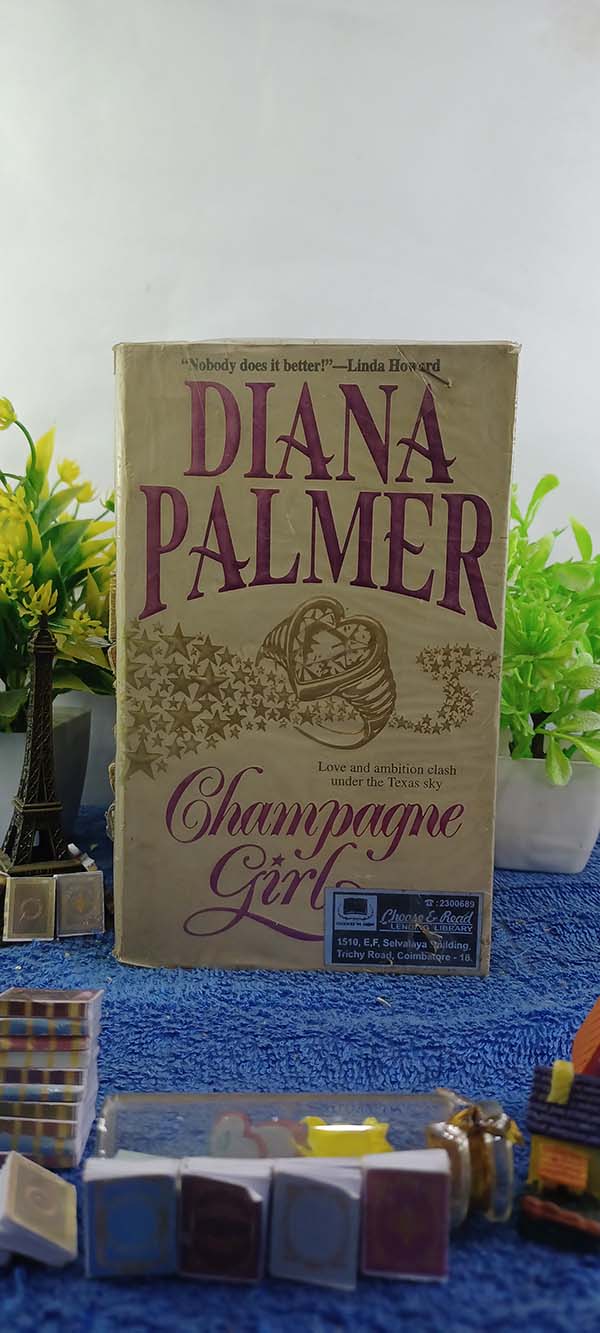 “Nobody does it better!”—Linda Howard
DIANA
PALMER
Love and ambition clash
under the Texas sky
Champagne
Girl
☎:2300689
Choose & Read
LENDING LIBRARY
1510, E,F, Selvalaya Building,
Trichy Road, Coimbatore - 18.